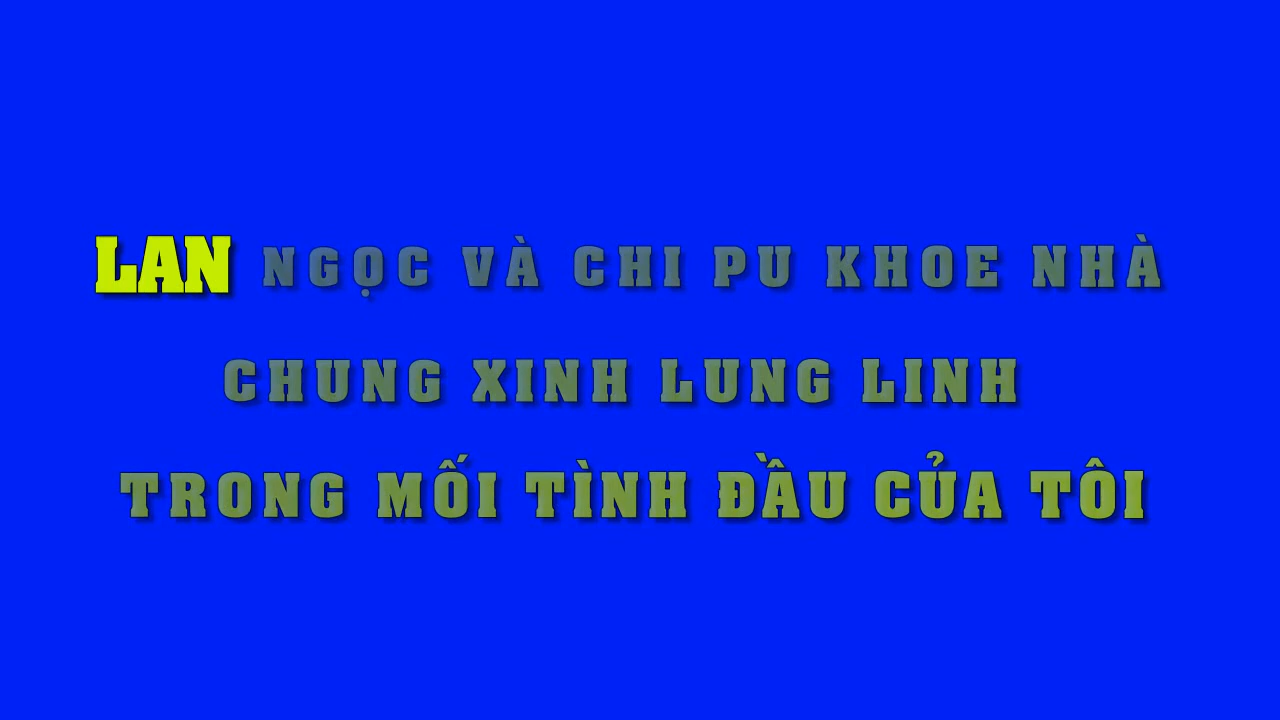 LAN NGỌC VÀ CHI PU KHOE NHÀ
CHUNG XINH LUNG LINH
TRONG MỐI TÌNH ĐẦU CỦA TÔI